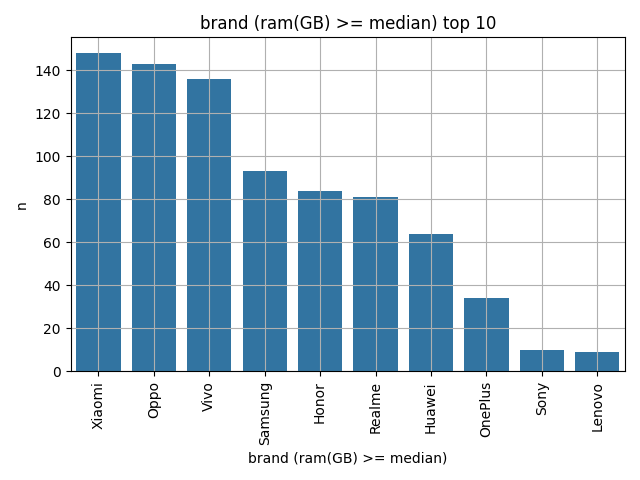 brand (ram(GB) >= median) top 10
n
140
120
100
80
60
40
20
0
Xiaomi
Oppo
Vivo
Samsung
Honor
Realme
Huawei
OnePlus
Sony
Lenovo
brand (ram(GB) >= median)